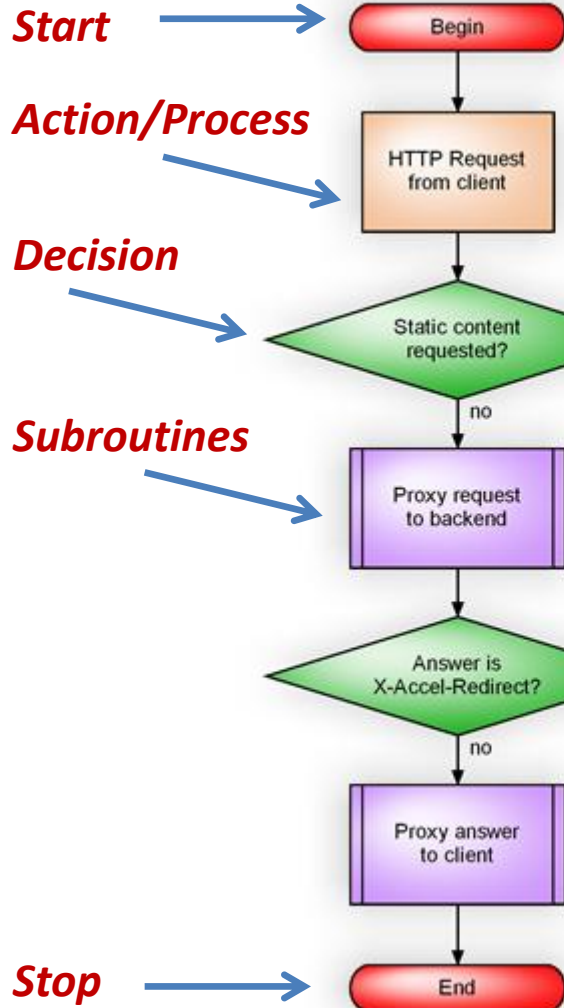 Start
Begin
Action/Process
HTTP Request
from client
Decision
Static content
requested?
no
Subroutines
Proxy request
to backend
Answer is
X-Accel-Redirect?
no
Proxy answer
to client
Stop
End